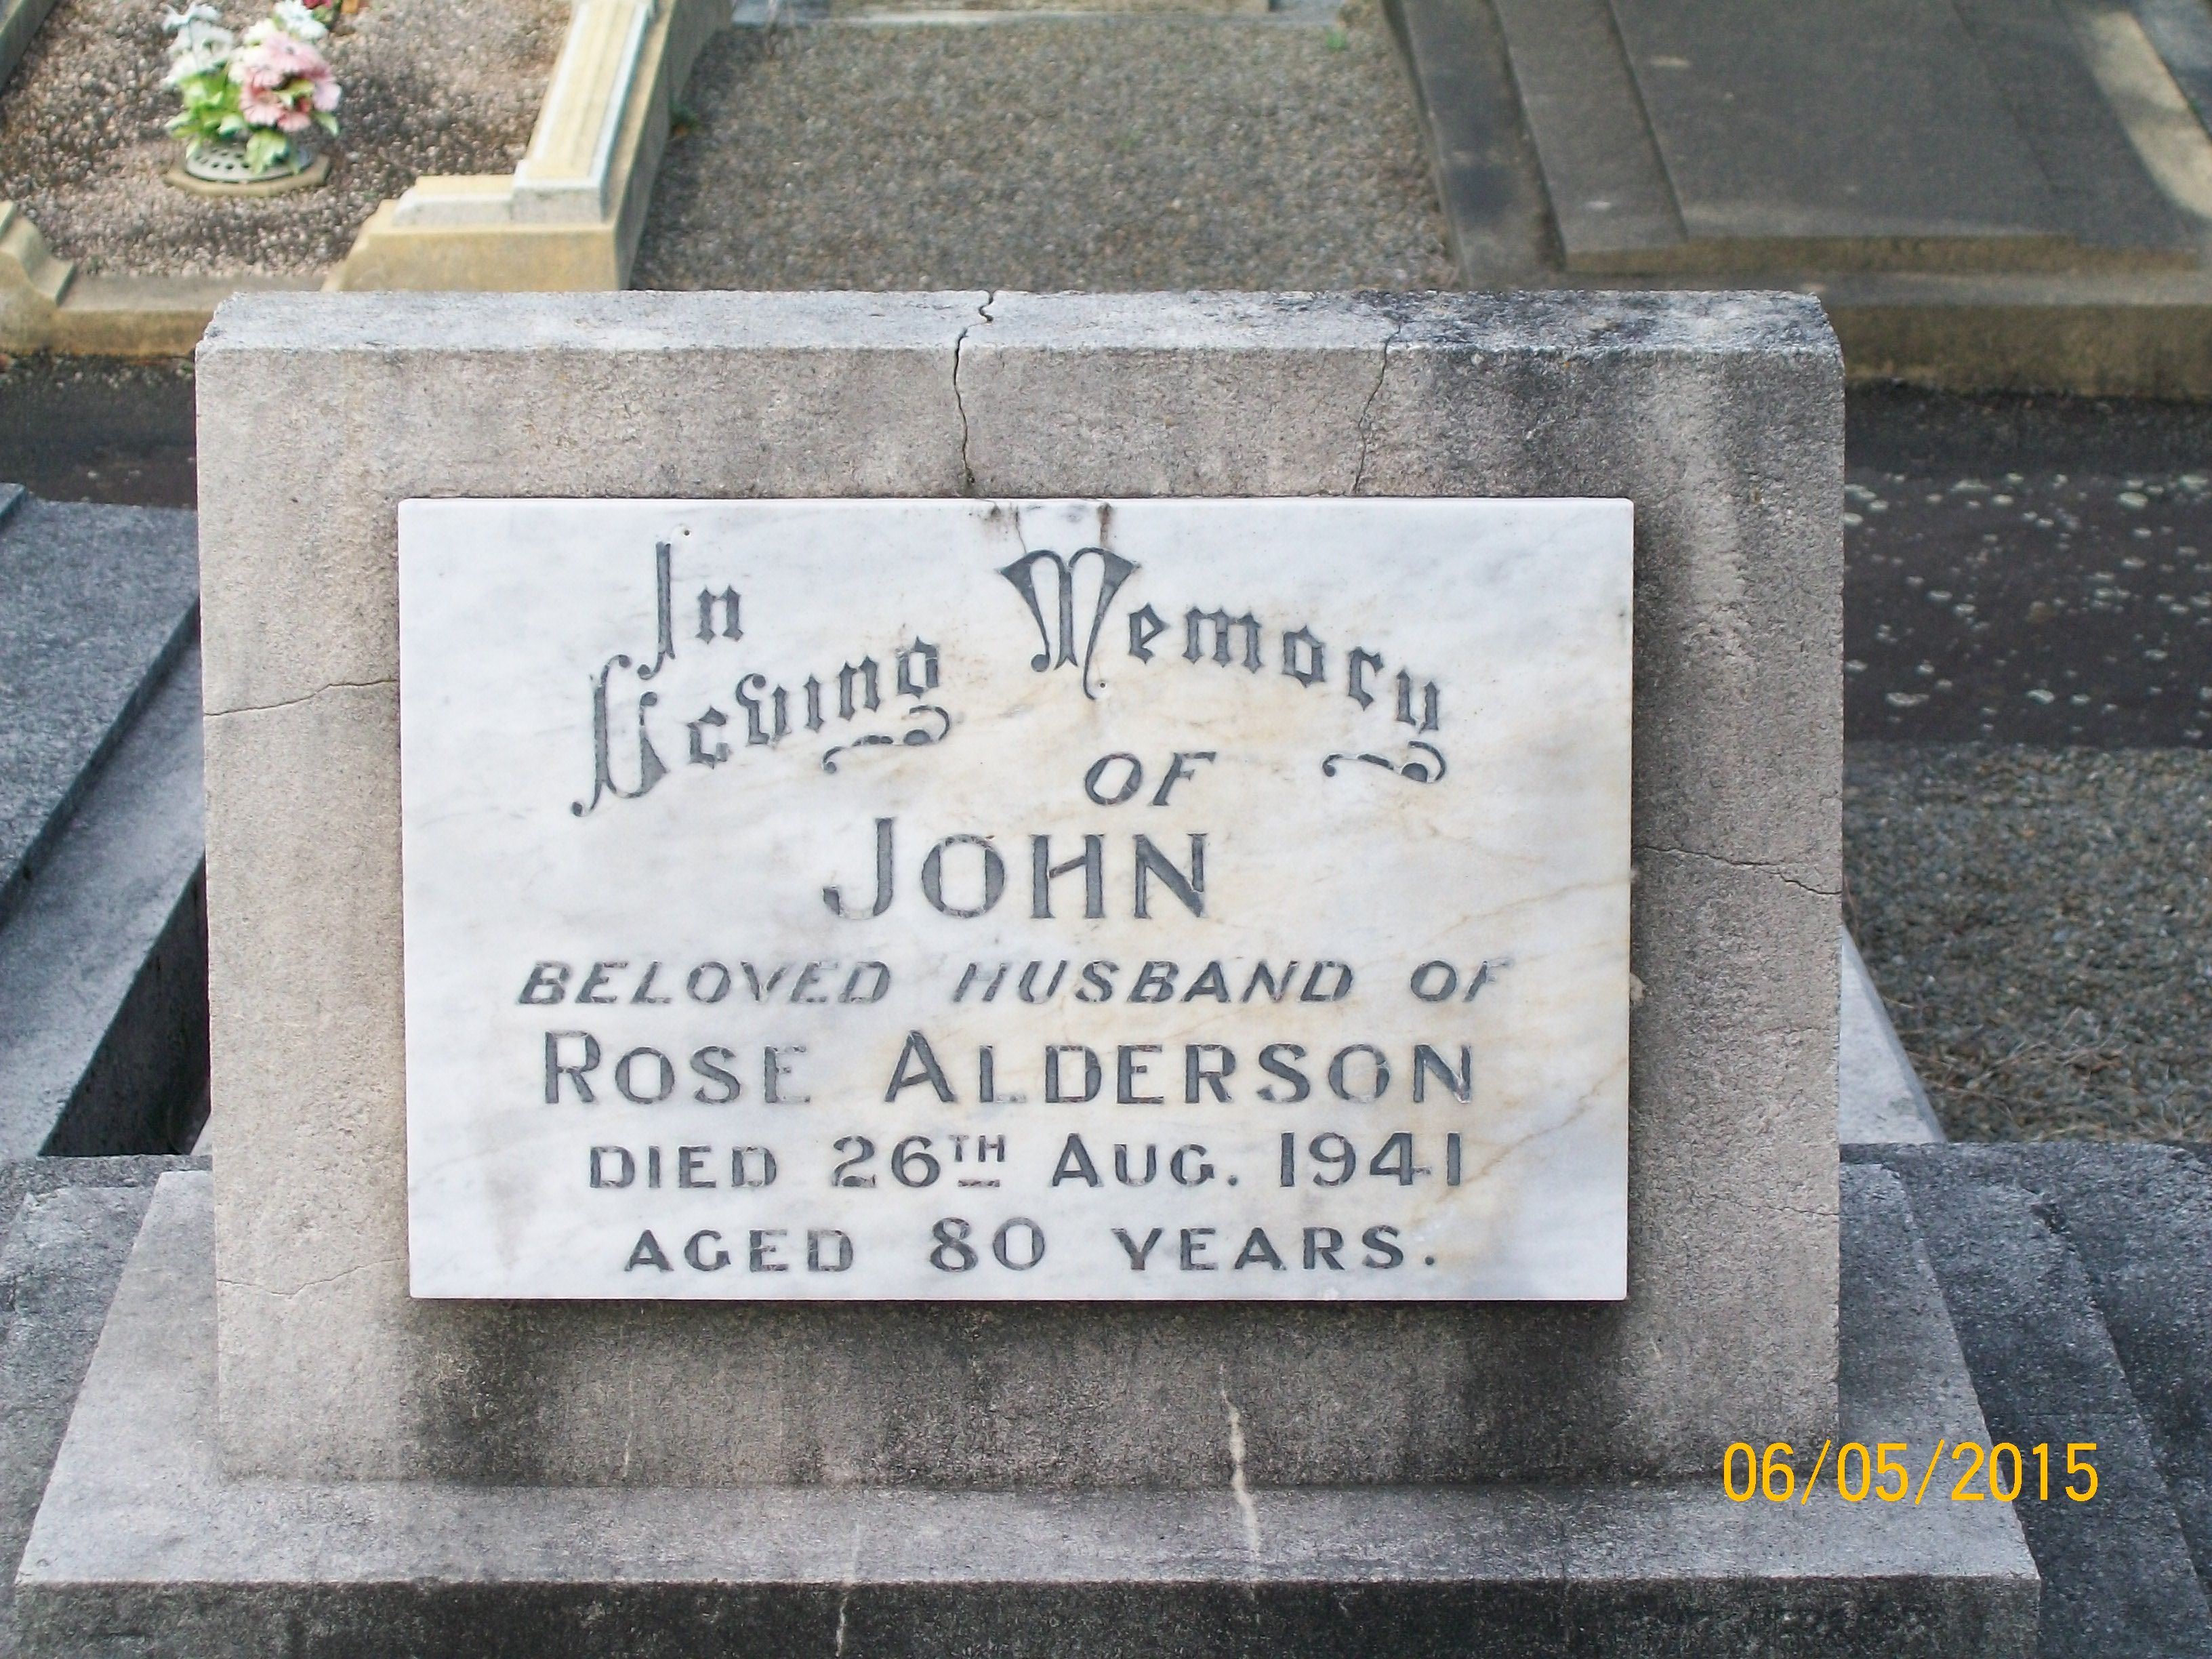 In
Loving Memory
OF
JOHN
BELOVED HUSBAND OF
ROSE ALDERSON
DIED 26TH AUG. 1941
AGED 80 YEARS.
06/05/2015